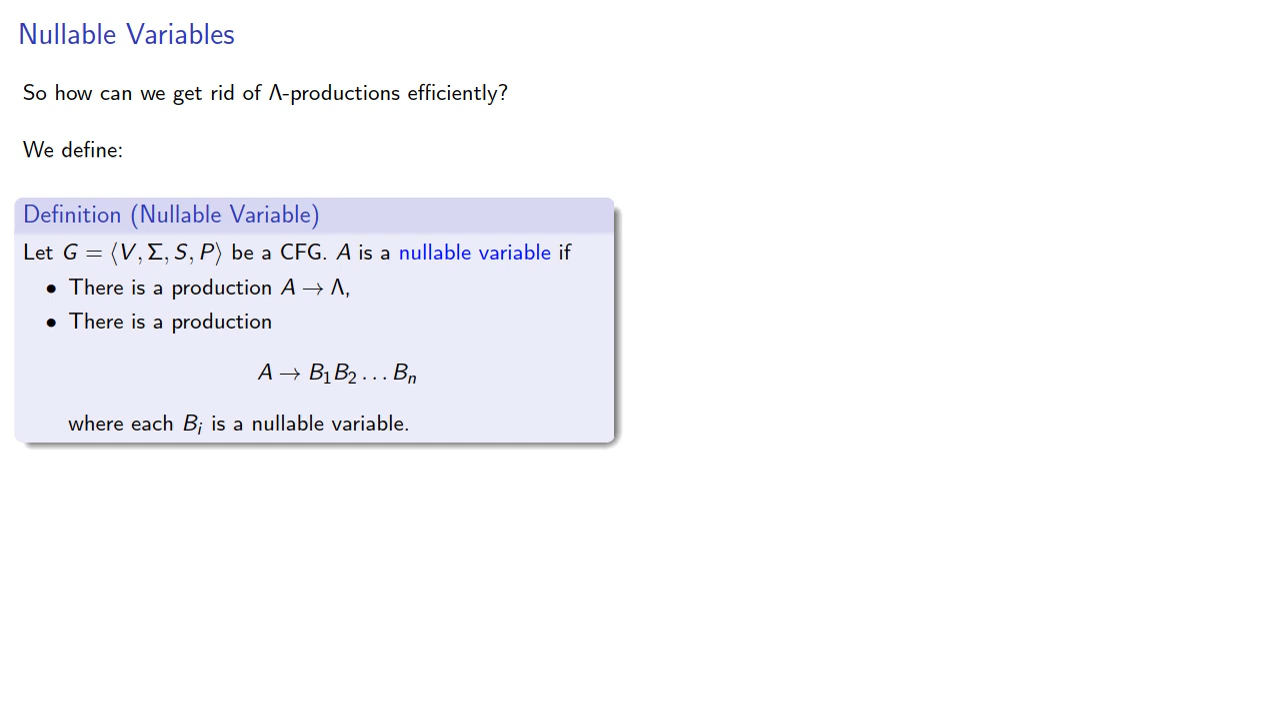 Nullable Variables
So how can we get rid of Λ-productions efficiently?
We define:
Definition (Nullable Variable)
Let G = ⟨V, Σ, S, P⟩ be a CFG. A is a nullable variable if
• There is a production A → Λ,
• There is a production
A → B₁B₂ . . . Bₙ
where each Bᵢ is a nullable variable.